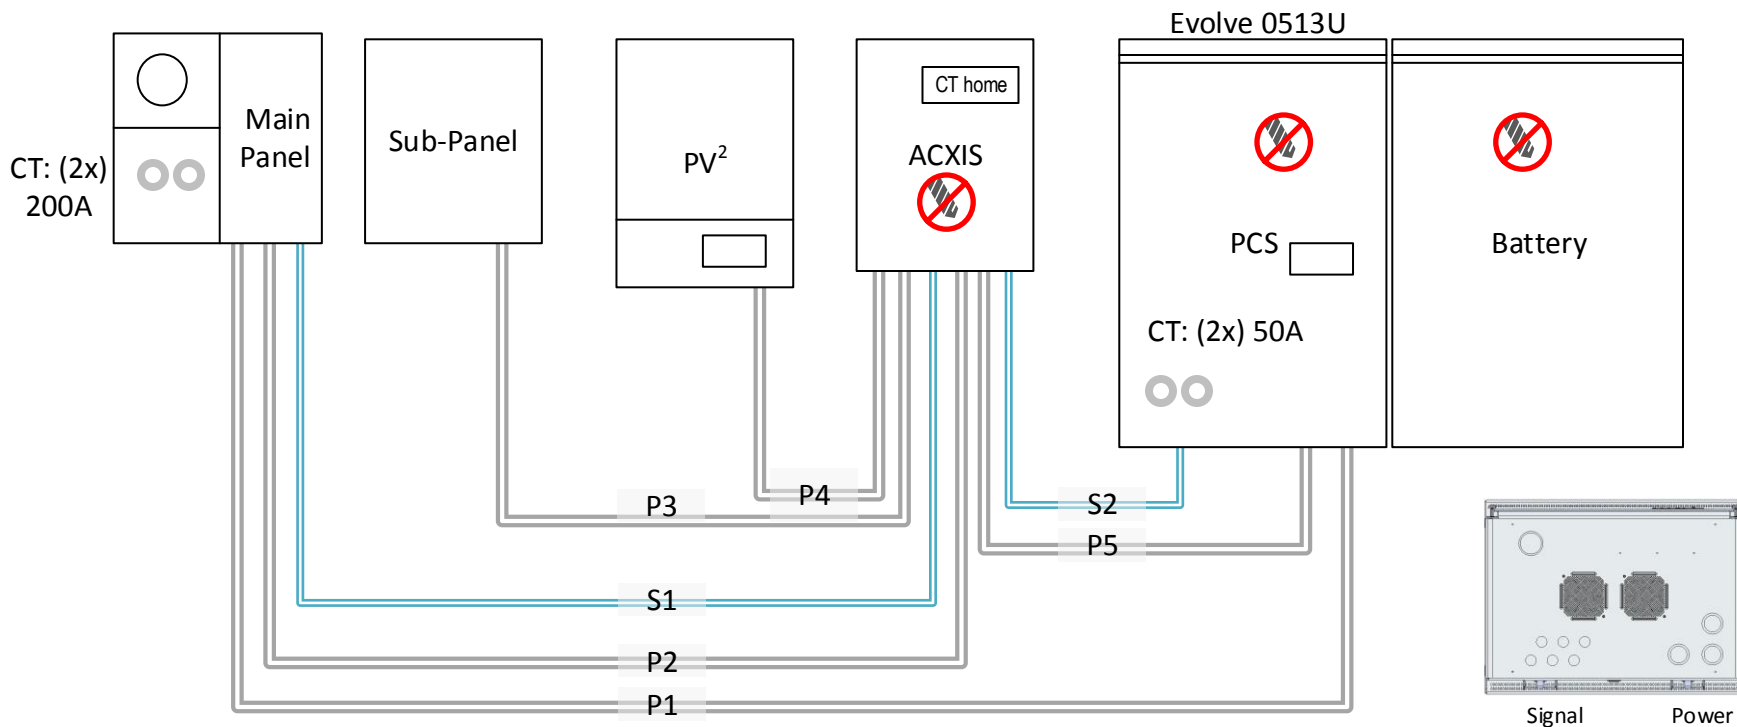 Evolve 0513U
CT home
Main
Panel
Sub-Panel
PV²
ACXIS
CT: (2x)
200A
PCS
Battery
CT: (2x) 50A
P4
P3
S2
P5
S1
P2
P1
Signal
Power